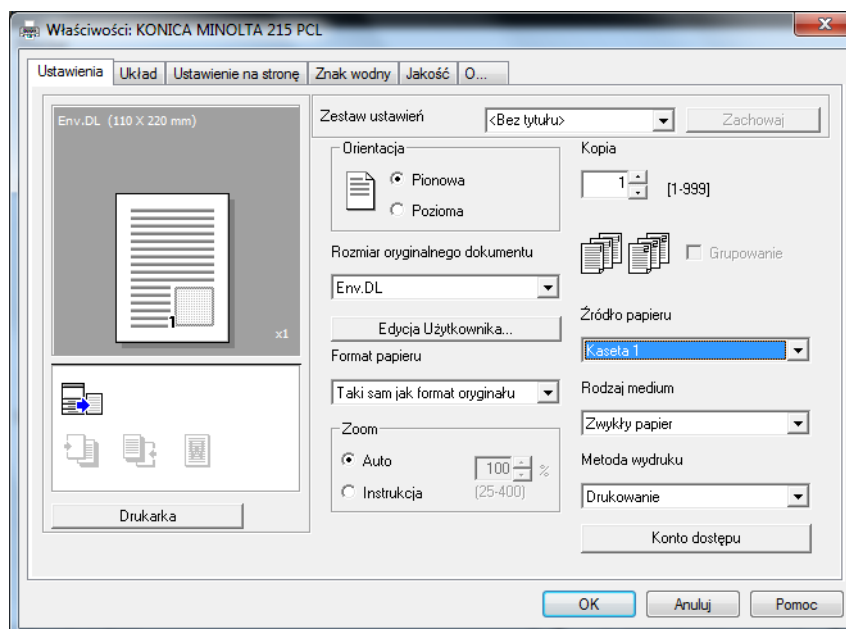 Właściwości: KONICA MINOLTA 215 PCL
Ustawienia Układ Ustawienie na stronę Znak wodny Jakość O...
Env.DL (110 X 220 mm)
1
x1
Drukarka
Zestaw ustawień <Bez tytułu> Zachowaj
Orientacja
Pionowa
Pozioma
Rozmiar oryginalnego dokumentu
Env.DL
Edycja Użytkownika...
Format papieru
Taki sam jak format oryginału
Zoom
Auto
100 %
Instrukcja (25-400)
Kopia
1 [1-999]
Grupowanie
Źródło papieru
Kaseta 1
Rodzaj medium
Zwykły papier
Metoda wydruku
Drukowanie
Konto dostępu
OK Anuluj Pomoc